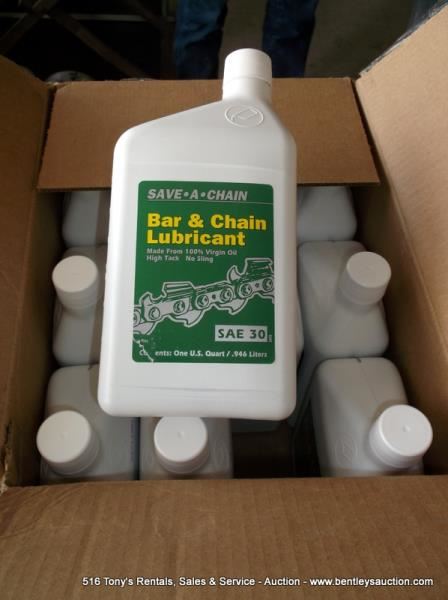 SAVE•A•CHAIN
Bar & Chain
Lubricant
Made From 100% Virgin Oil
High Tack No Sling
SAE 30
Contents: One U.S. Quart / .946 Liters
516 Tony's Rentals, Sales & Service - Auction - www.bentleysauction.com